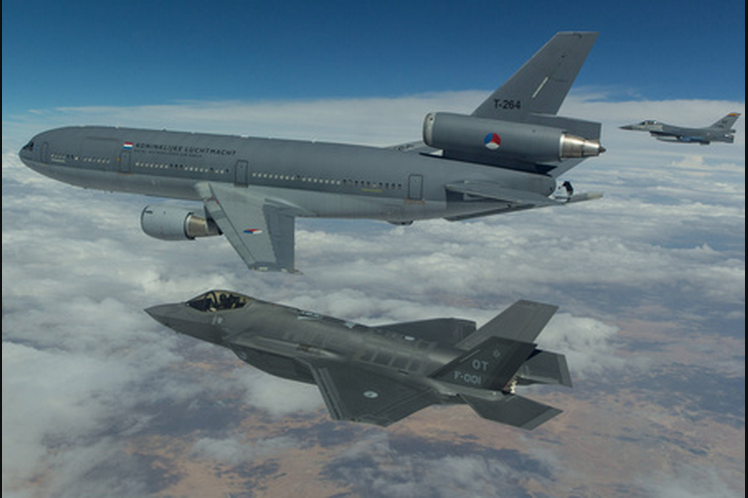 T-264
KONINKLIJKE LUCHTMACHT
OT
F-001